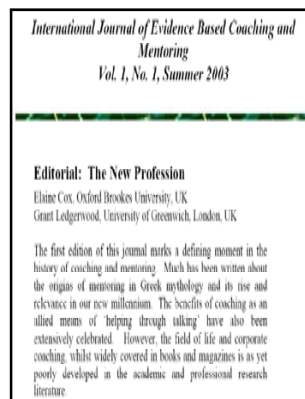 International Journal of Evidence Based Coaching and
Mentoring
Vol. 1, No. 1, Summer 2003
Editorial: The New Profession
Elaine Cox, Oxford Brookes University, UK
Grant Ledgerwood, University of Greenwich, London, UK
The first edition of this journal marks a defining moment in the
history of coaching and mentoring. Much has been written about
the origins of mentoring in Greek mythology and its rise and
relevance in our new millennium. The benefits of coaching as an
allied means of 'helping through talking' have also been
extensively celebrated. However, the field of life and corporate
coaching, whilst widely covered in books and magazines is as yet
poorly developed in the academic and professional research
literature.